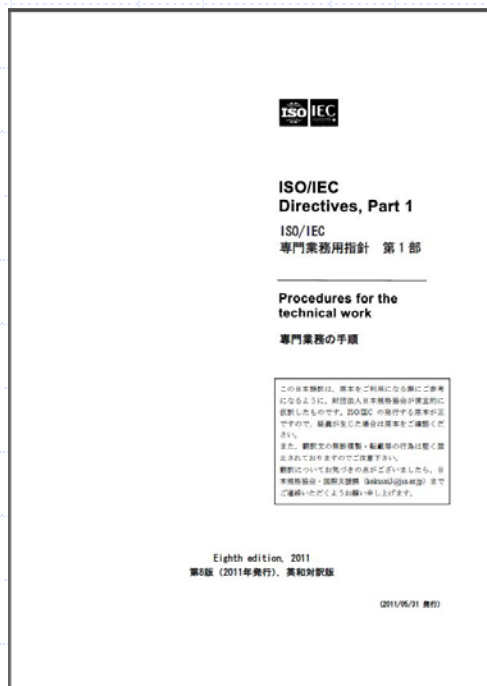 ISO IEC
ISO/IEC
Directives, Part 1
ISO/IEC
専門業務用指針 第1部
Procedures for the
technical work
専門業務の手順
この日本語訳は、原本をご利用になる際にご参考
になるように、財団法人日本規格協会が便宜的に
仮訳したものです。ISO/IEC の発行する原本が正
ですので、疑義が生じた場合は原本をご確認くだ
さい。
また、翻訳文の無断複製・転載等の行為は堅く禁
止されておりますのでご注意下さい。
翻訳についてお気づきの点がございましたら、日
本規格協会・国際支援課
まで
ご連絡いただくようお願い申し上げます。
Eighth edition, 2011
第8版 (2011年発行), 英和対訳版
(2011/05/31 発行)